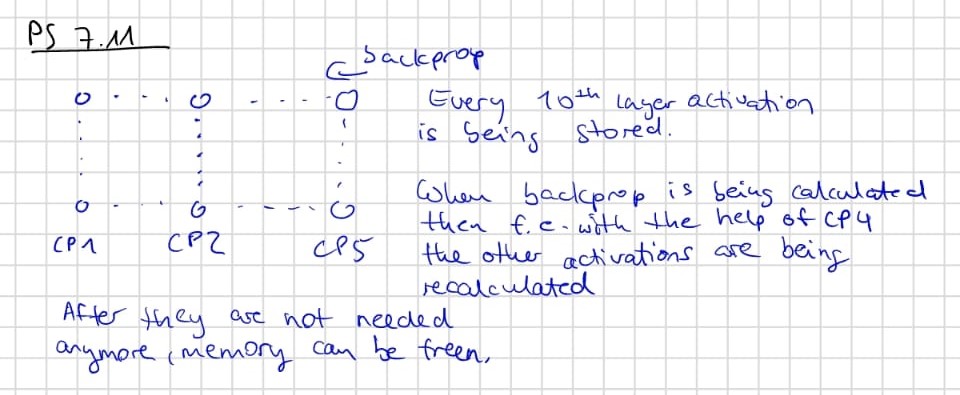 PS 7.11
backprop
Every 10th layer activation
is being stored.
When backprop is being calculated
then f.e. with the help of CP4
the other activations are being
recalculated
CP1 CP2 CP5
After they are not needed
anymore, memory can be freen.